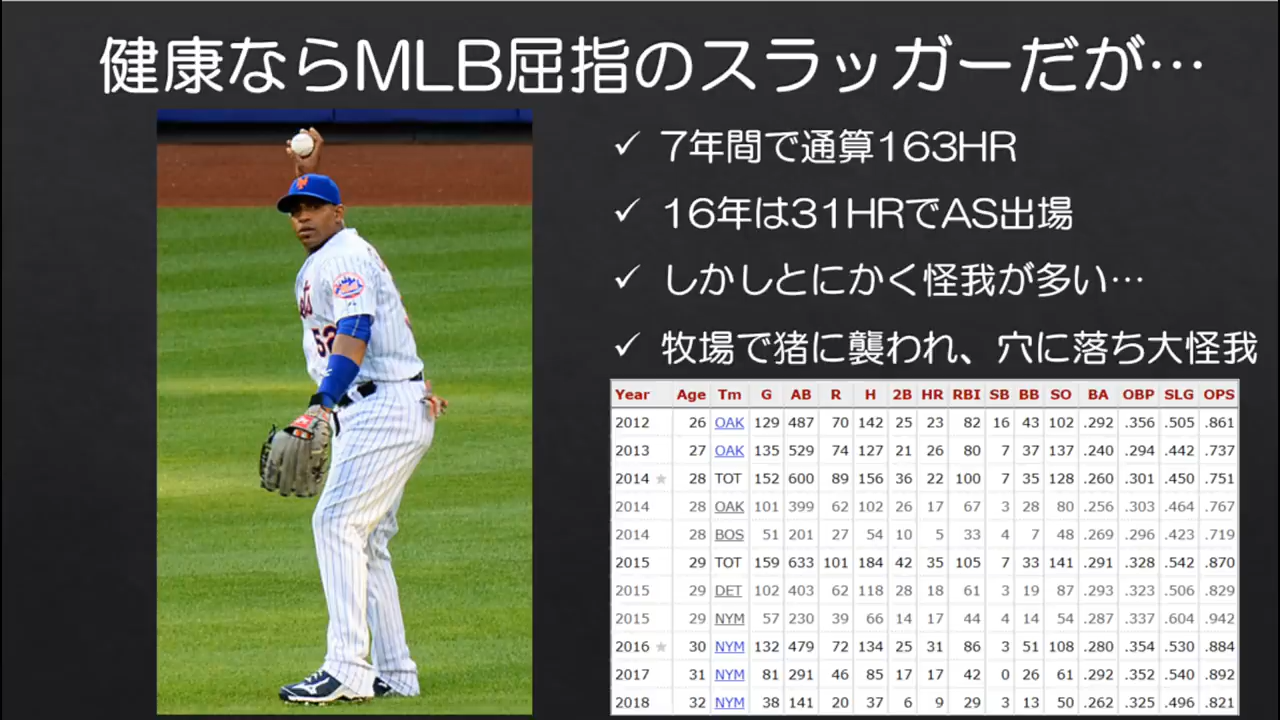 健康ならMLB屈指のスラッガーだが…
✓ 7年間で通算163HR
✓ 16年は31HRでAS出場
✓ しかしとにかく怪我が多い…
✓ 牧場で猪に襲われ、穴に落ち大怪我
52
Year Age Tm G AB R H 2B HR RBI SB BB SO BA OBP SLG OPS
2012 26 OAK 129 487 70 142 25 23 82 16 43 102 .292 .356 .505 .861
2013 27 OAK 135 529 74 127 21 26 80 7 37 137 .240 .294 .442 .737
2014 ★ 28 TOT 152 600 89 156 36 22 100 7 35 128 .260 .301 .450 .751
2014 28 OAK 101 399 62 102 26 17 67 3 28 80 .256 .303 .464 .767
2014 28 BOS 51 201 27 54 10 5 33 4 7 48 .269 .296 .423 .719
2015 29 TOT 159 633 101 184 42 35 105 7 33 141 .291 .328 .542 .870
2015 29 DET 102 403 62 118 28 18 61 3 19 87 .293 .323 .506 .829
2015 29 NYM 57 230 39 66 14 17 44 4 14 54 .287 .337 .604 .942
2016 ★ 30 NYM 132 479 72 134 25 31 86 3 51 108 .280 .354 .530 .884
2017 31 NYM 81 291 46 85 17 17 42 0 26 61 .292 .352 .540 .892
2018 32 NYM 38 141 20 37 6 9 29 3 13 50 .262 .325 .496 .821